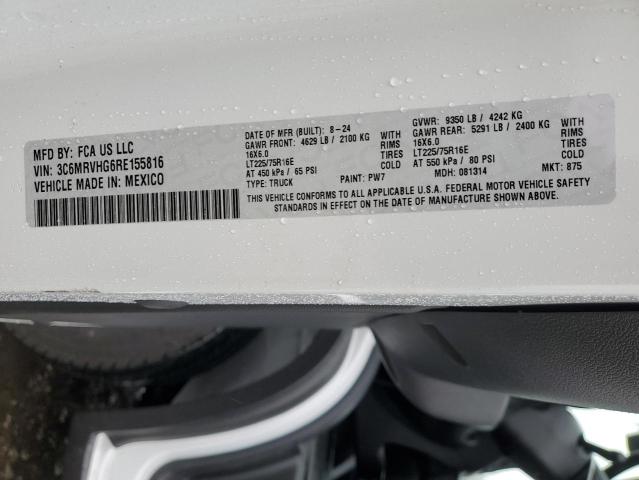 MFD BY: FCA US LLC
VIN: 3C6MRVHG6RE155816
VEHICLE MADE IN: MEXICO
DATE OF MFR (BUILT): 8-24
GAWR FRONT: 4629 LB / 2100 KG
16X6.0 RIMS
LT225/75R16E TIRES
AT 450 kPa / 65 PSI COLD
TYPE: TRUCK PAINT: PW7
GVWR: 9350 LB / 4242 KG
GAWR REAR: 5291 LB / 2400 KG
WITH
16X6.0 RIMS
LT225/75R16E TIRES
AT 550 kPa / 80 PSI COLD
MDH: 081314 MKT: 875
THIS VEHICLE CONFORMS TO ALL APPLICABLE U.S.A. FEDERAL MOTOR VEHICLE SAFETY
STANDARDS IN EFFECT ON THE DATE OF MANUFACTURE SHOWN ABOVE.